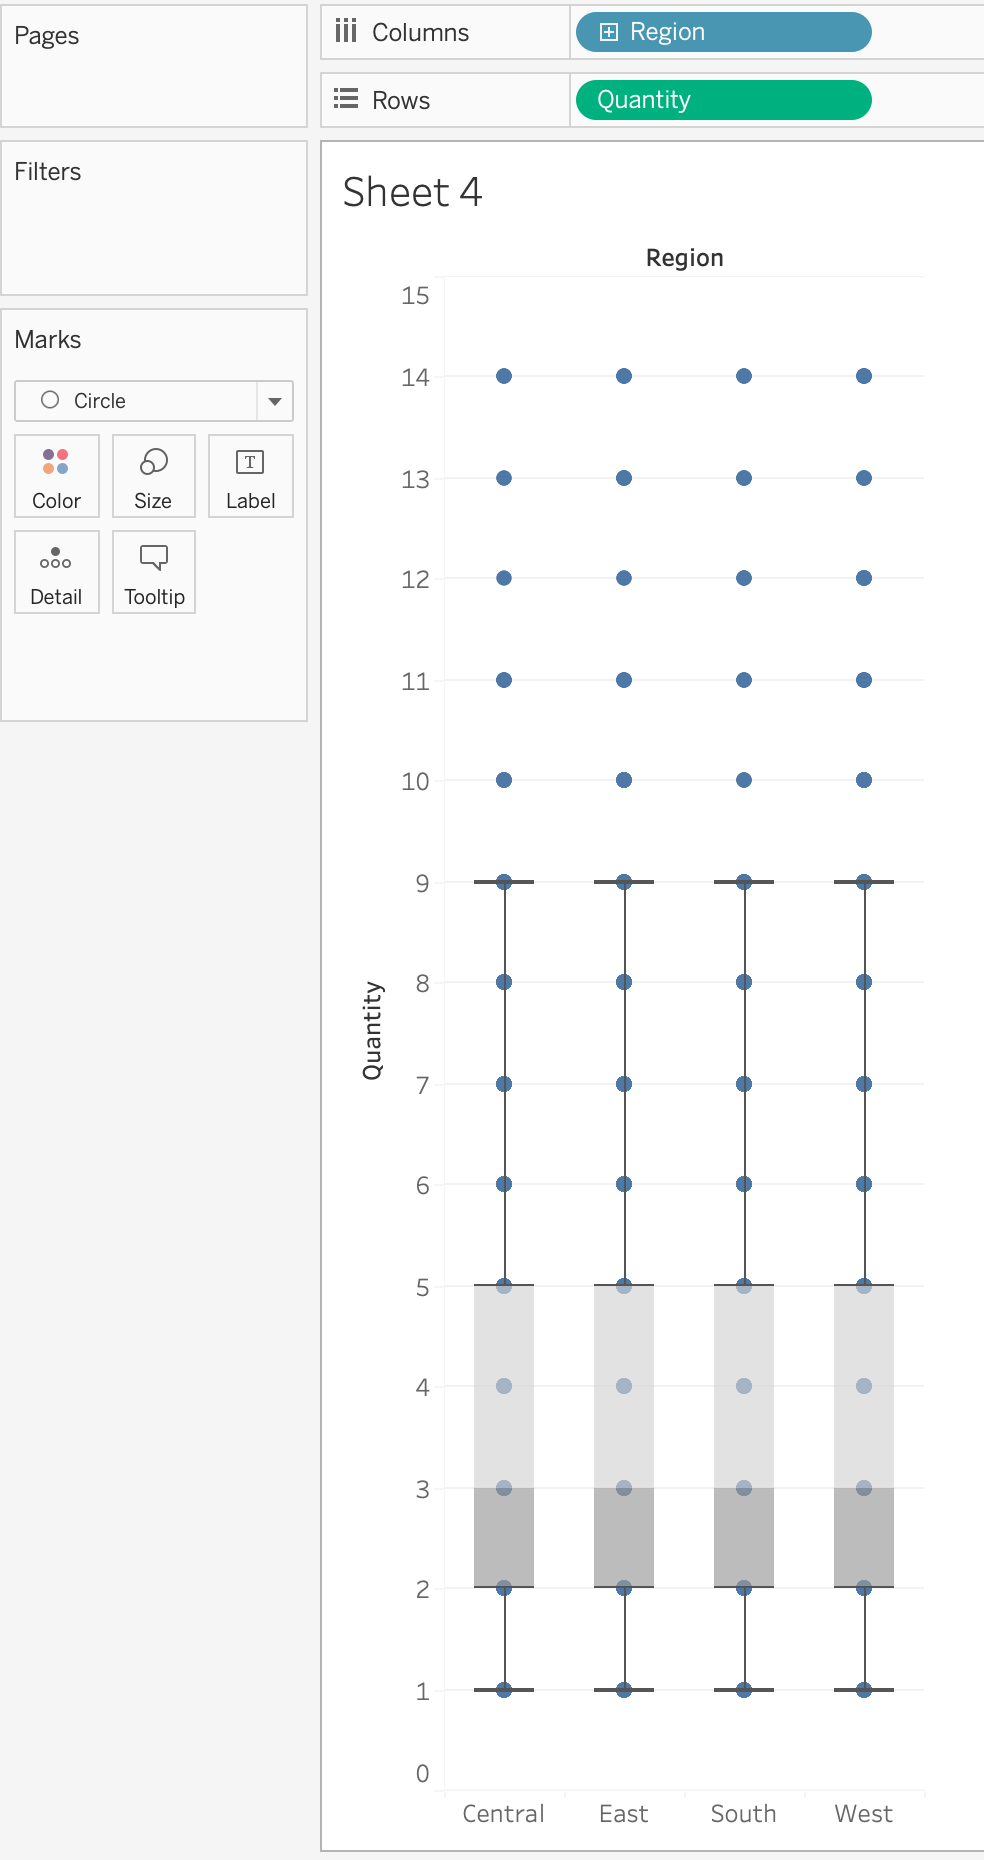 Pages
Columns
Region
Rows
Quantity
Filters
Marks
Circle
Color
Size
T
Label
Detail
Tooltip
Sheet 4
Region
15
14
13
12
11
10
9
8
7
6
5
4
3
2
1
0
Quantity
Central
East
South
West